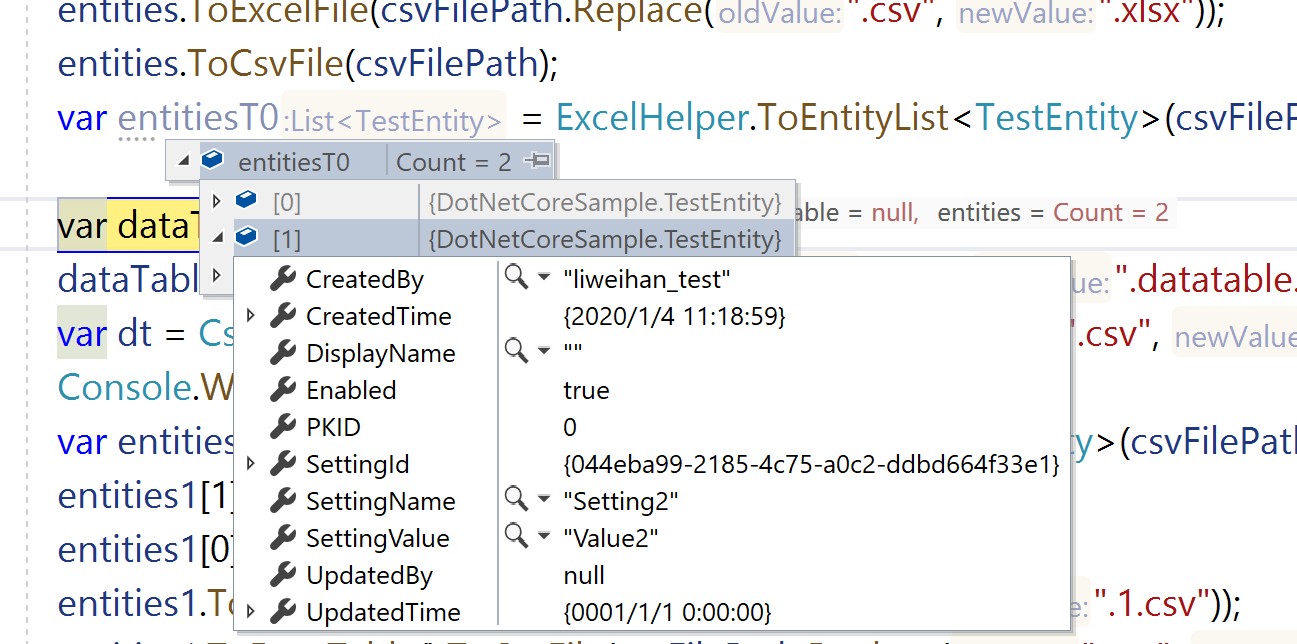 entities.ToExcelFile(csvFilePath.Replace(oldValue: ".csv", newValue: ".xlsx"));
entities.ToCsvFile(csvFilePath);
var entitiesT0 :List<TestEntity> = ExcelHelper.ToEntityList<TestEntity>(csvFileP
entitiesT0 Count = 2
[0] {DotNetCoreSample.TestEntity}
var dataT able = null, entities = Count = 2
[1] {DotNetCoreSample.TestEntity}
dataTabl ue: ".datatable.
CreatedBy "liweihan_test"
CreatedTime {2020/1/4 11:18:59}
var dt = Cs ".csv", newValue
DisplayName ""
Console.W
Enabled true
PKID 0
var entities ty>(csvFilePath
SettingId {044eba99-2185-4c75-a0c2-ddbd664f33e1}
entities1[1]
SettingName "Setting2"
SettingValue "Value2"
entities1[0]
UpdatedBy null
entities1.To e: ".1.csv"));
UpdatedTime {0001/1/1 0:00:00}